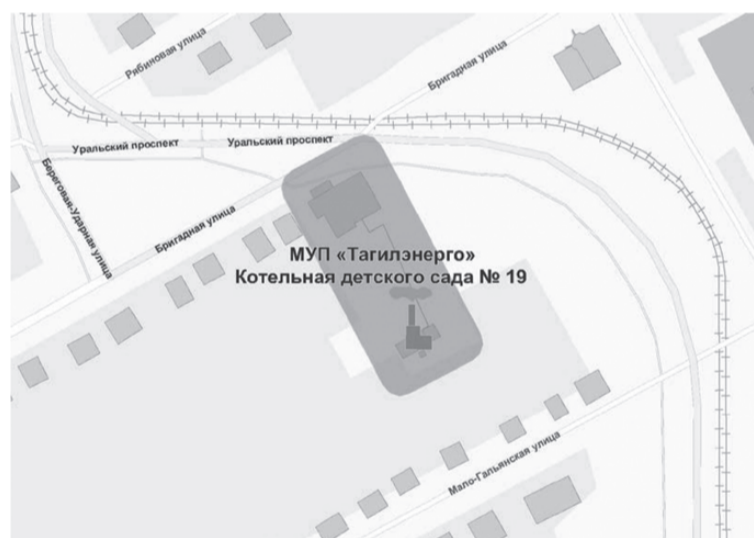 Рябиновая улица
Бригадная улица
Уральский проспект
Уральский проспект
Береговая-Ударная улица
Бригадная улица
МУП «Тагилэнерго»
Котельная детского сада № 19
Мало-Гальянская улица